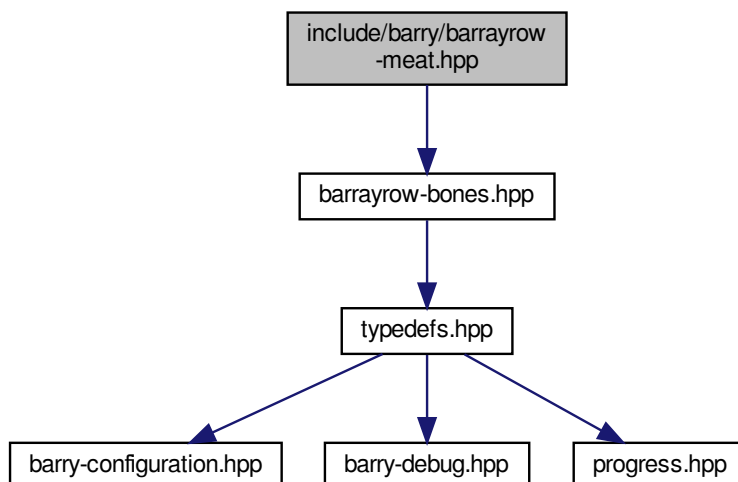 include/barry/barrayrow
-meat.hpp
barrayrow-bones.hpp
typedefs.hpp
barry-configuration.hpp
barry-debug.hpp
progress.hpp